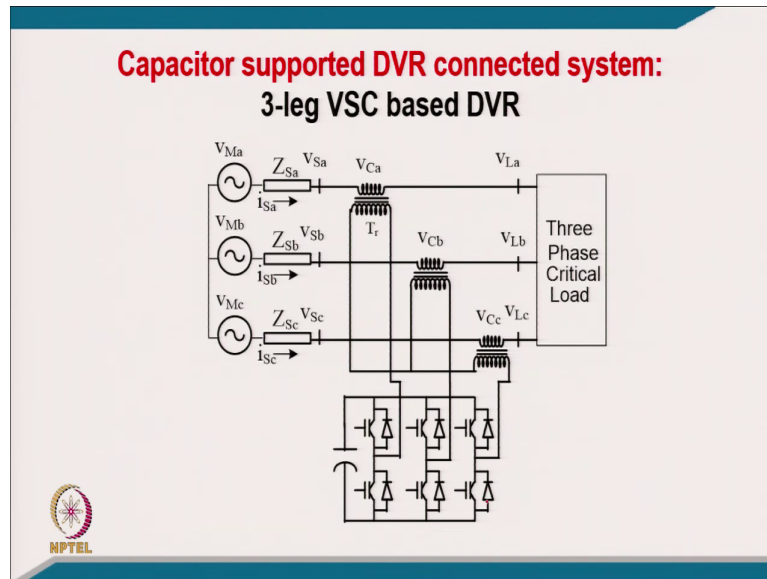 Capacitor supported DVR connected system:
3-leg VSC based DVR
vMa ZSa vSa vCa vLa
iSa
Tr
vMb ZSb vSb vCb vLb
iSb
vMc ZSc vSc vCc vLc
iSc
Three
Phase
Critical
Load
NPTEL